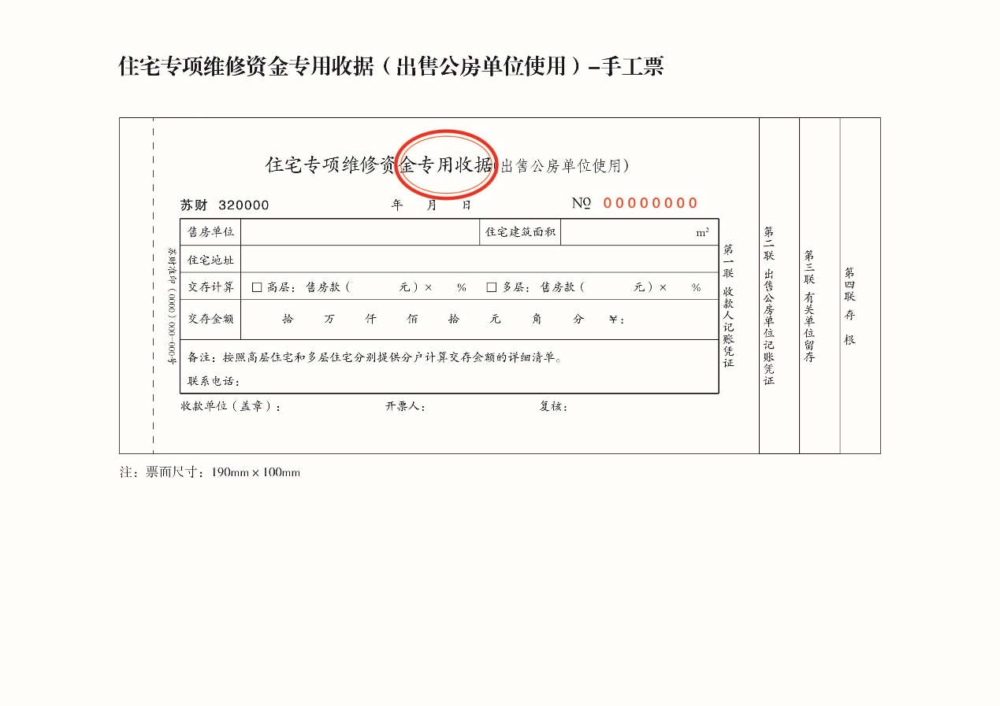 住宅专项维修资金专用收据（出售公房单位使用）–手工票
住宅专项维修资金专用收据(出售公房单位使用)
苏财 320000 年 月 日 No 00000000
售房单位 住宅建筑面积 m²
住宅地址
交存计算 □高层：售房款（ 元）× % □多层：售房款（ 元）× %
交存金额 拾 万 仟 佰 拾 元 角 分 ￥：
备注：按照高层住宅和多层住宅分别提供分户计算交存金额的详细清单。
联系电话：
收款单位（盖章）： 开票人： 复核：
苏财准印（0000）000—000号
第一联 收款人记账凭证
第二联 出售公房单位记账凭证
第三联 有关单位留存
第四联 存根
注：票面尺寸：190mm×100mm